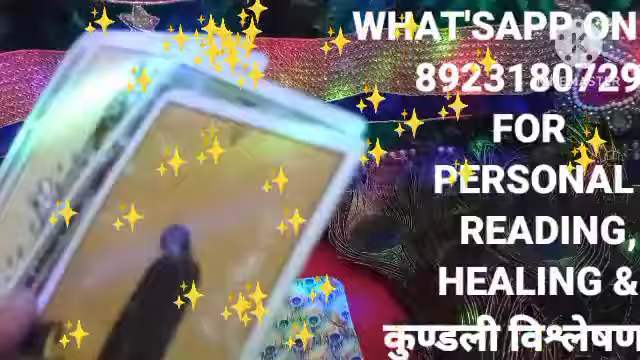 WHAT'SAPP ON
8923180729
FOR
PERSONAL
READING,
HEALING &
कुण्डली विश्लेषण